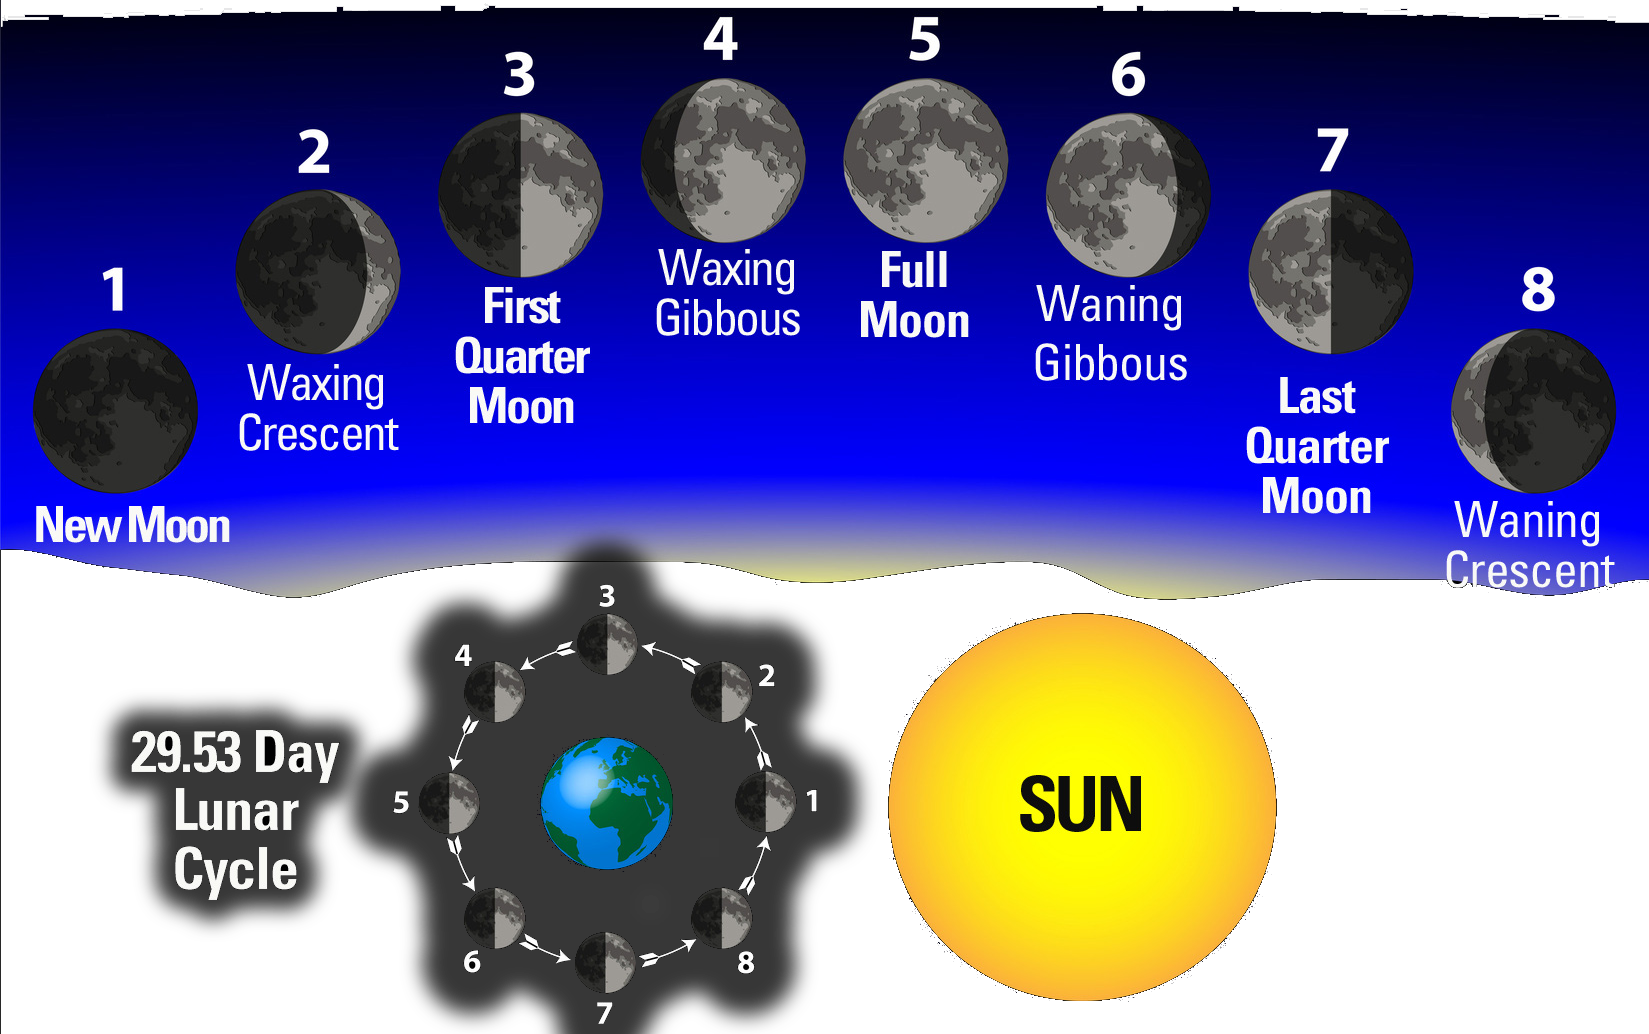 1
New Moon
2
Waxing
Crescent
3
First
Quarter
Moon
4
Waxing
Gibbous
5
Full
Moon
6
Waning
Gibbous
7
Last
Quarter
Moon
8
Waning
Crescent
29.53 Day
Lunar
Cycle
3
4
2
5
1
6
8
7
SUN